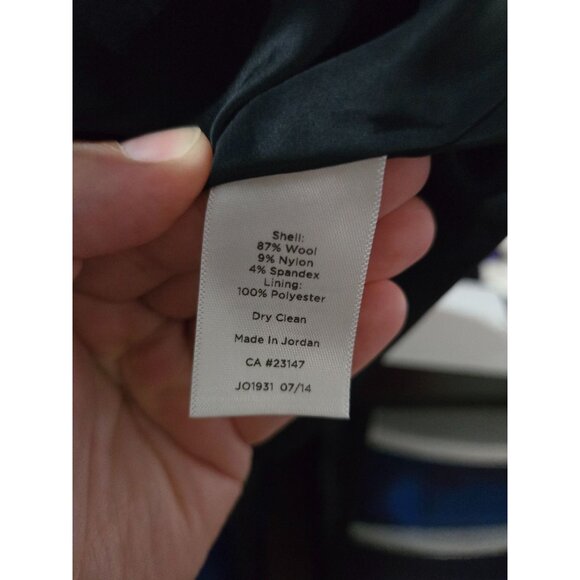 Shell:
87% Wool
9% Nylon
4% Spandex
Lining:
100% Polyester
Dry Clean
Made In Jordan
CA #23147
JO1931 07/14